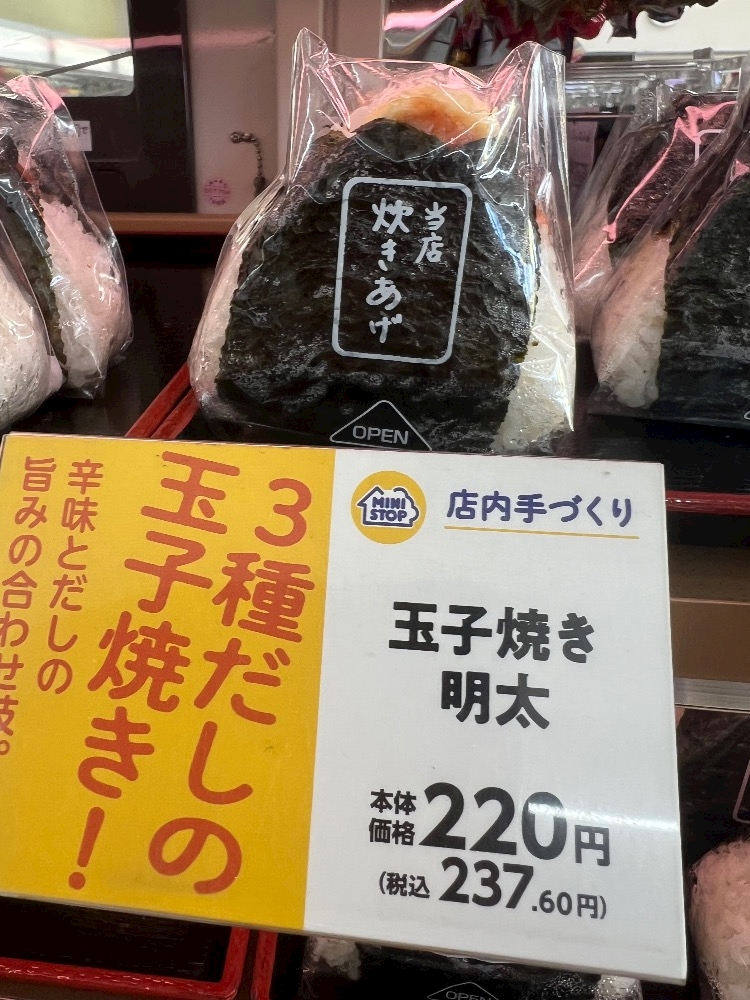 当店
炊きあげ
OPEN
3種だしの
玉子焼き!
辛味とだしの
旨みの合わせ技。
MINI
STOP
店内手づくり
玉子焼き
明太
本体
価格 220円
(税込 237.60円)
OPEN